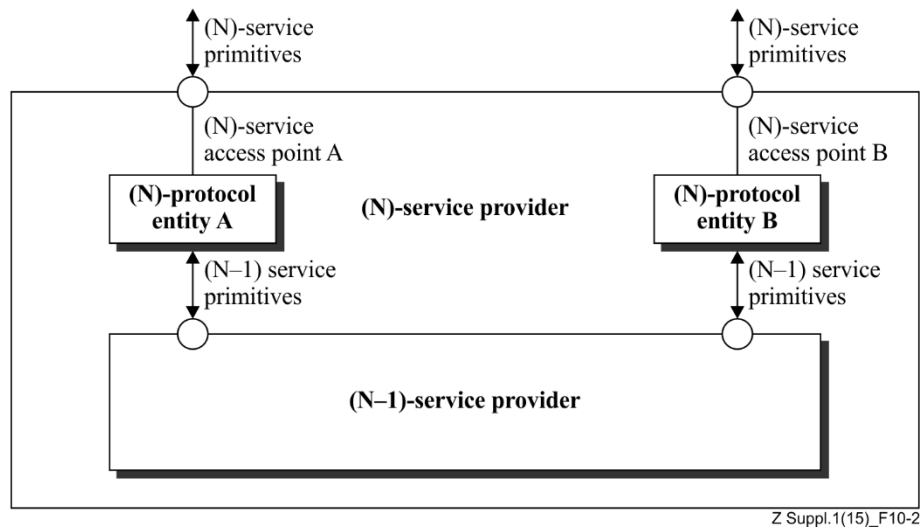 (N)-service
primitives
(N)-service
primitives
(N)-service
access point A
(N)-service
access point B
(N)-protocol
entity A
(N)-service provider
(N)-protocol
entity B
(N–1) service
primitives
(N–1) service
primitives
(N–1)-service provider
Z Suppl.1(15)_F10-2